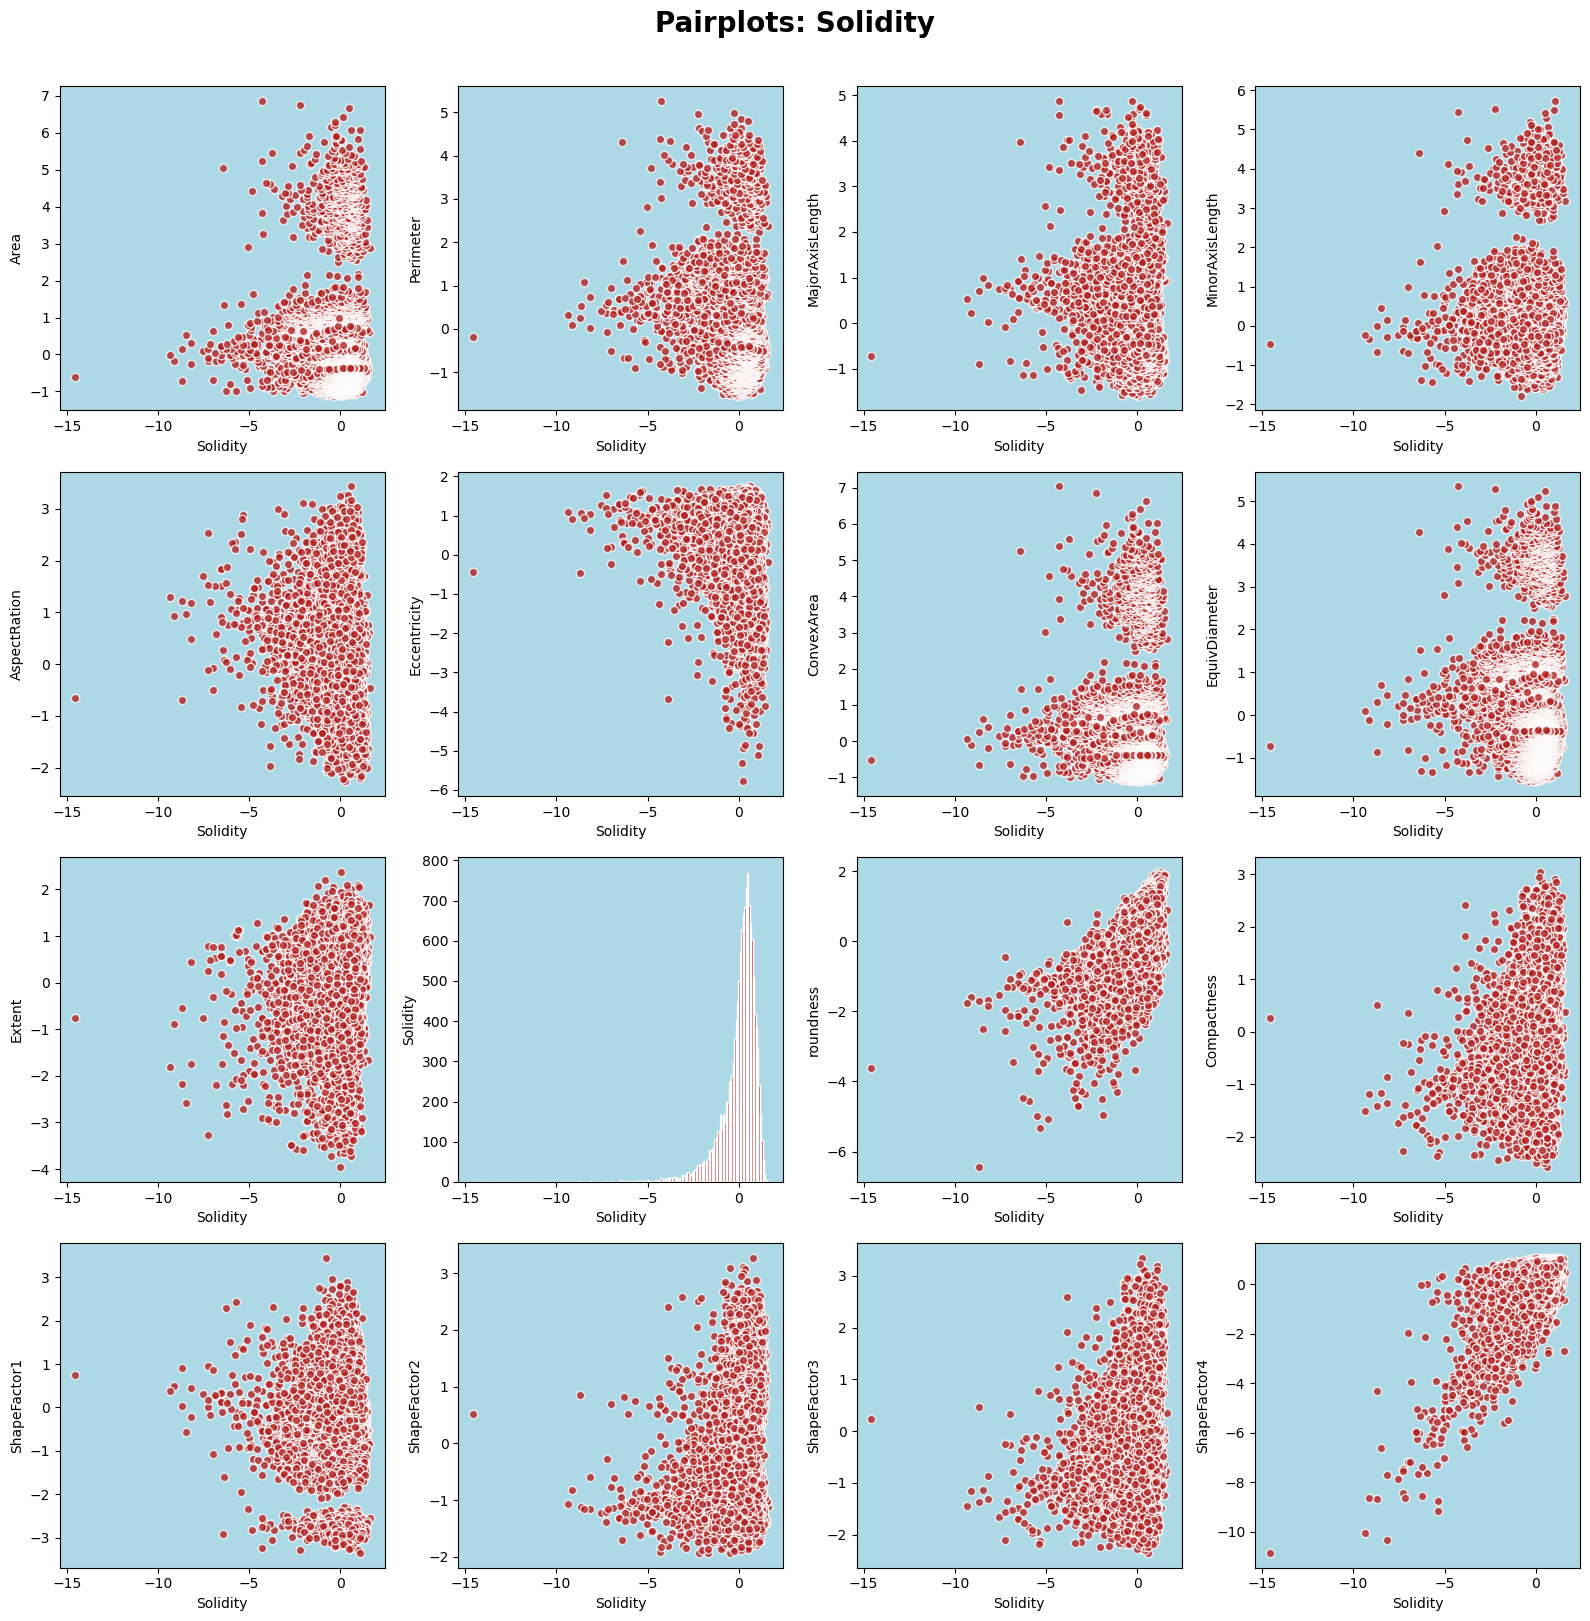 Pairplots: Solidity
7
6
5
4
3
2
1
0
−1
Area
−15 −10 −5 0
Solidity
5
4
3
2
1
0
−1
Perimeter
−15 −10 −5 0
Solidity
5
4
3
2
1
0
−1
MajorAxisLength
−15 −10 −5 0
Solidity
6
5
4
3
2
1
0
−1
−2
MinorAxisLength
−15 −10 −5 0
Solidity
3
2
1
0
−1
−2
AspectRation
−15 −10 −5 0
Solidity
2
1
0
−1
−2
−3
−4
−5
−6
Eccentricity
−15 −10 −5 0
Solidity
7
6
5
4
3
2
1
0
−1
ConvexArea
−15 −10 −5 0
Solidity
5
4
3
2
1
0
−1
EquivDiameter
−15 −10 −5 0
Solidity
2
1
0
−1
−2
−3
−4
Extent
−15 −10 −5 0
Solidity
800
700
600
500
400
300
200
100
0
Solidity
−15 −10 −5 0
Solidity
2
0
−2
−4
−6
roundness
−15 −10 −5 0
Solidity
3
2
1
0
−1
−2
Compactness
−15 −10 −5 0
Solidity
3
2
1
0
−1
−2
−3
ShapeFactor1
−15 −10 −5 0
Solidity
3
2
1
0
−1
−2
ShapeFactor2
−15 −10 −5 0
Solidity
3
2
1
0
−1
−2
ShapeFactor3
−15 −10 −5 0
Solidity
0
−2
−4
−6
−8
−10
ShapeFactor4
−15 −10 −5 0
Solidity